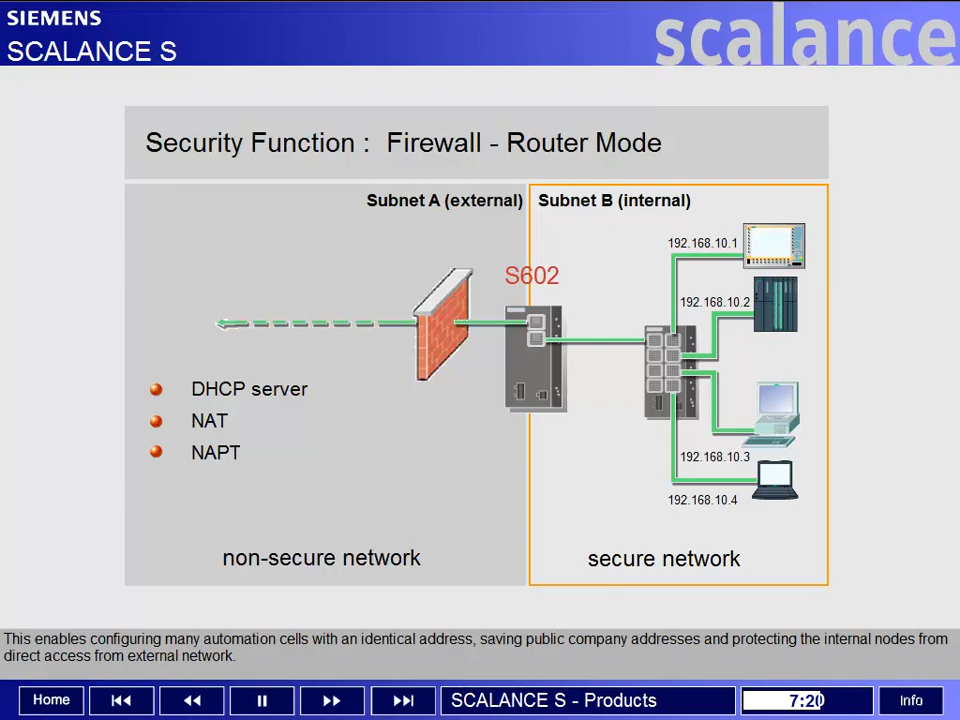 SIEMENS
SCALANCE S
scalance
Security Function : Firewall - Router Mode
Subnet A (external)
Subnet B (internal)
192.168.10.1
S602
192.168.10.2
DHCP server
NAT
NAPT
192.168.10.3
192.168.10.4
non-secure network
secure network
This enables configuring many automation cells with an identical address, saving public company addresses and protecting the internal nodes from
direct access from external network.
Home
SCALANCE S - Products
7:20
Info